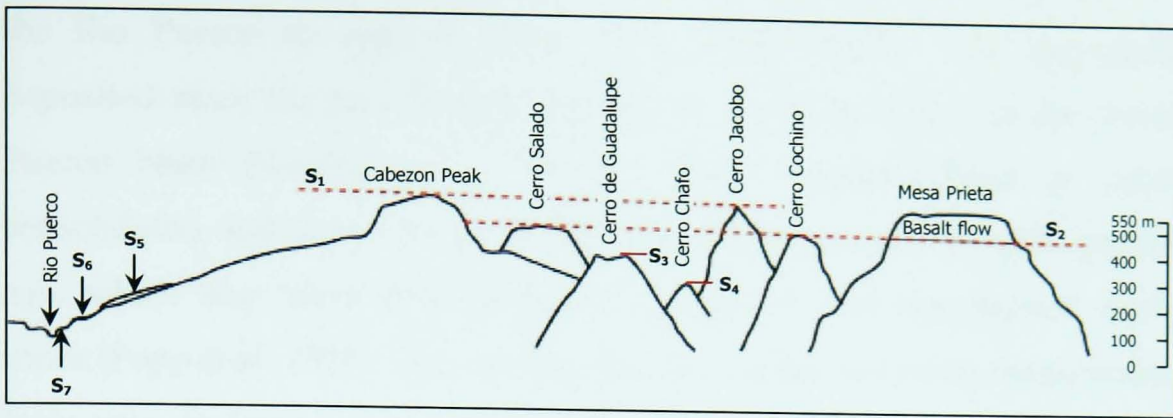 S1
Cabezon Peak
Cerro Salado
Cerro de Guadalupe
Cerro Chafo
Cerro Jacobo
Cerro Cochino
Mesa Prieta
Basalt flow
S2
Rio Puerco
S6
S5
S3
S4
S7
550 m
500
400
300
200
100
0